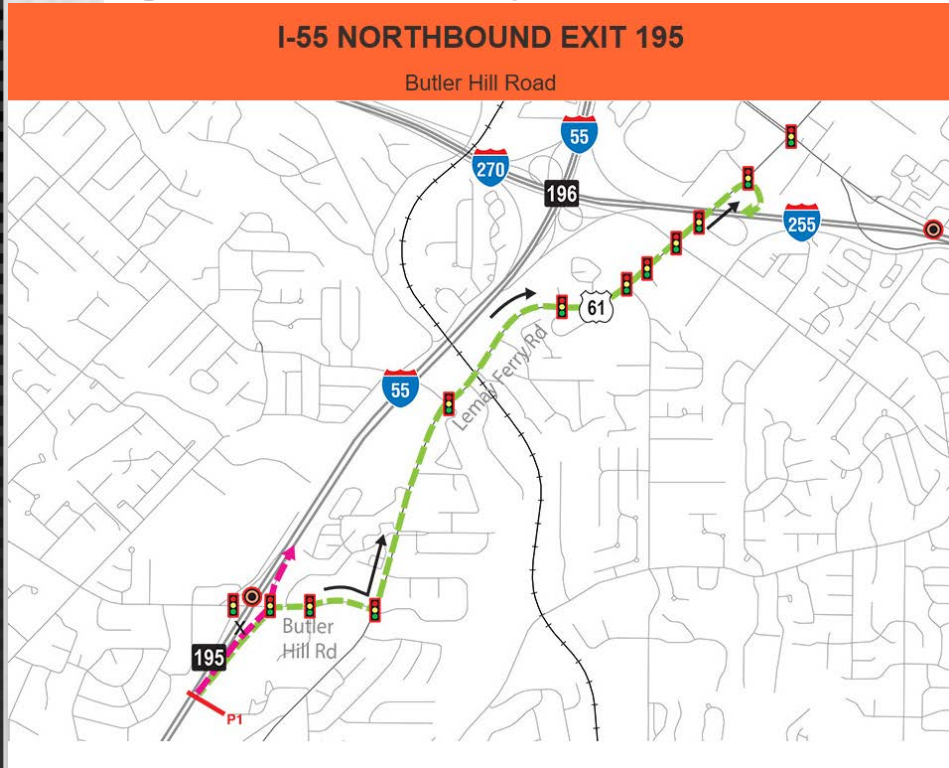 I-55 NORTHBOUND EXIT 195
Butler Hill Road
55
270
196
255
61
Lemay Ferry Rd
55
Butler
Hill Rd
X
195
P1